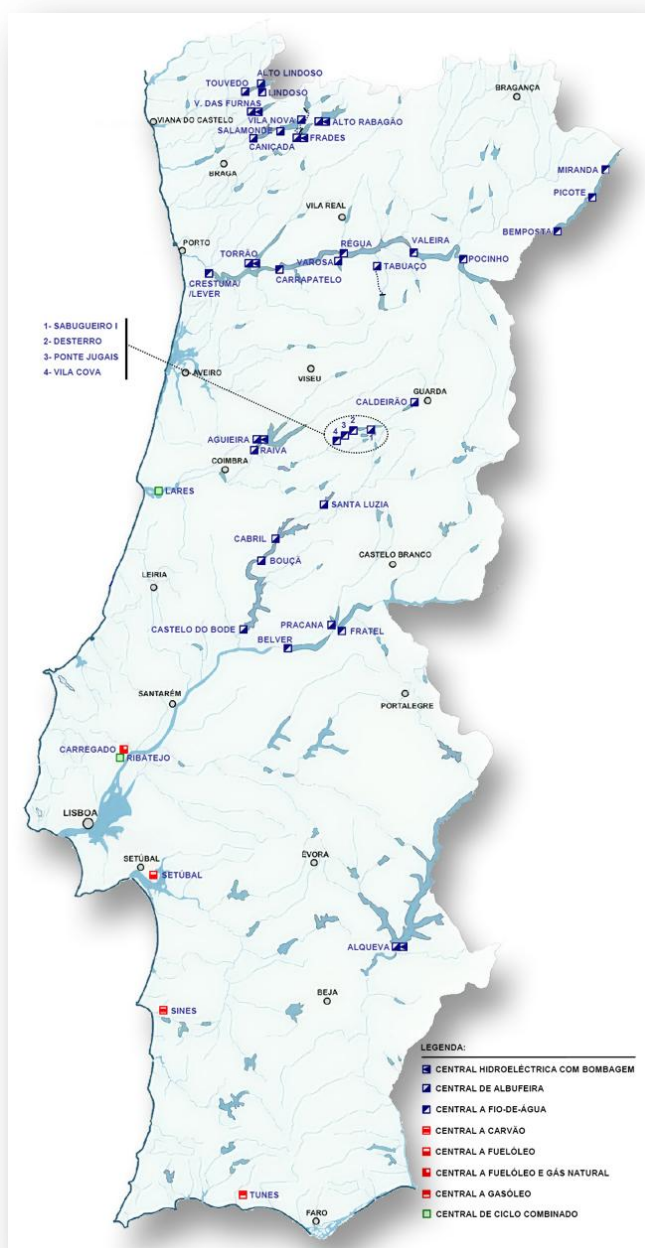 ALTO LINDOSO
TOUVEDO
LINDOSO
BRAGANÇA
V. DAS FURNAS
VIANA DO CASTELO
VILA NOVA
ALTO RABAGÃO
SALAMONDE
FRADES
CANIÇADA
BRAGA
MIRANDA
PICOTE
VILA REAL
BEMPOSTA
PORTO
RÉGUA
VALEIRA
TORRÃO
VAROSA
POCINHO
TABUAÇO
CARRAPATELO
CRESTUMA/
/LEVER
1- SABUGUEIRO I
2- DESTERRO
3- PONTE JUGAIS
4- VILA COVA
AVEIRO
VISEU
GUARDA
CALDEIRÃO
2
3
4
1
AGUIEIRA
RAIVA
COIMBRA
LARES
SANTA LUZIA
CABRIL
BOUÇÃ
CASTELO BRANCO
LEIRIA
PRACANA
CASTELO DO BODE
FRATEL
BELVER
SANTARÉM
PORTALEGRE
CARREGADO
RIBATEJO
LISBOA
SETÚBAL
ÉVORA
SETÚBAL
ALQUEVA
BEJA
SINES
LEGENDA:
CENTRAL HIDROELÉCTRICA COM BOMBAGEM
CENTRAL DE ALBUFEIRA
CENTRAL A FIO-DE-ÁGUA
CENTRAL A CARVÃO
CENTRAL A FUELÓLEO
CENTRAL A FUELÓLEO E GÁS NATURAL
CENTRAL A GASÓLEO
CENTRAL DE CICLO COMBINADO
TUNES
FARO